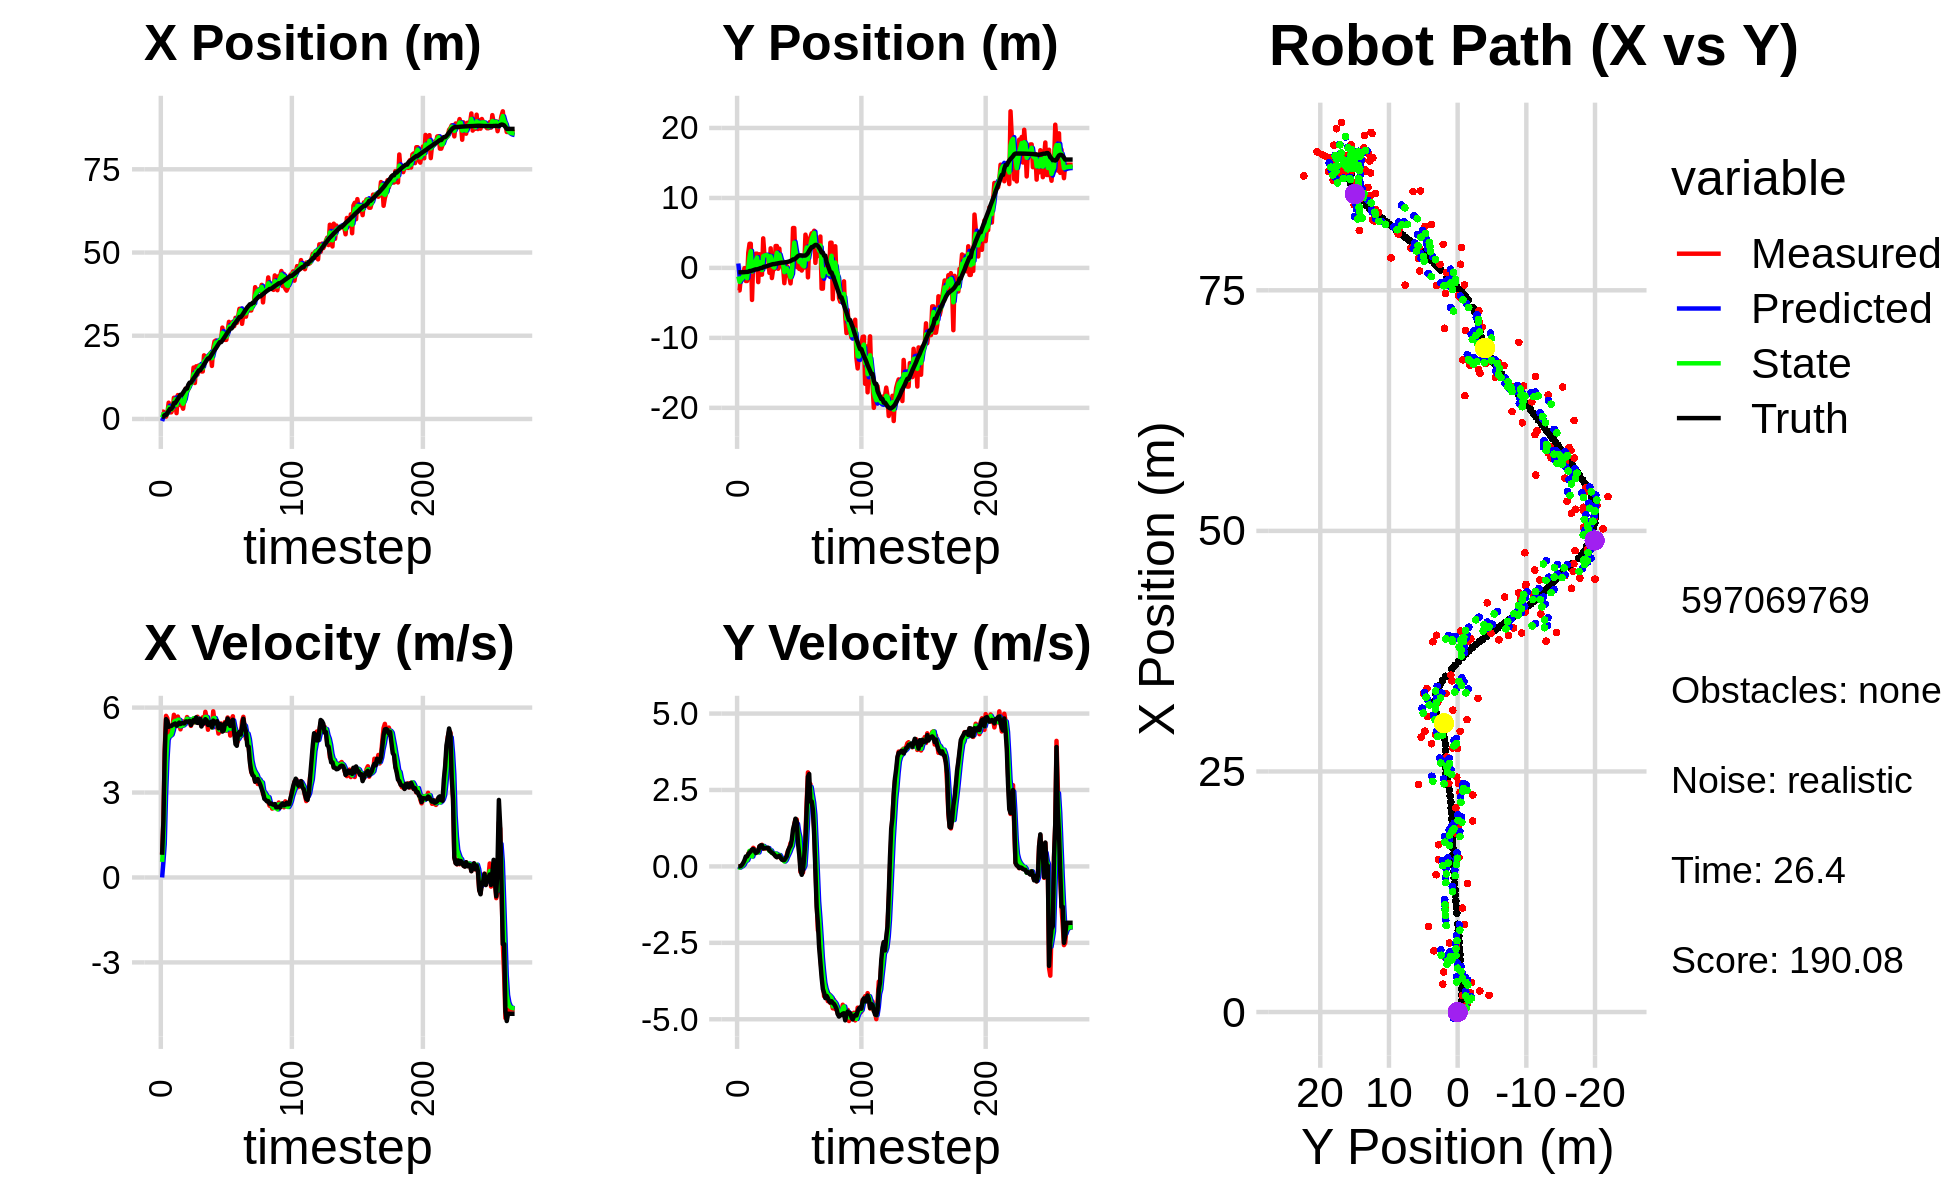 X Position (m)
75
50
25
0
0
100
200
timestep
Y Position (m)
20
10
0
-10
-20
0
100
200
timestep
X Velocity (m/s)
6
3
0
-3
0
100
200
timestep
Y Velocity (m/s)
5.0
2.5
0.0
-2.5
-5.0
0
100
200
timestep
Robot Path (X vs Y)
X Position (m)
75
50
25
0
20 10 0 -10 -20
Y Position (m)
variable
Measured
Predicted
State
Truth
597069769
Obstacles: none
Noise: realistic
Time: 26.4
Score: 190.08